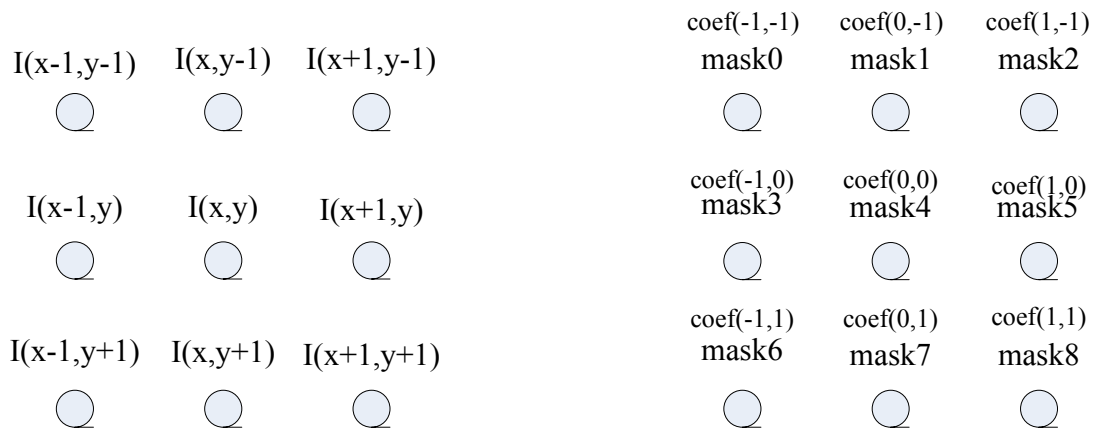 coef(-1,-1) coef(0,-1) coef(1,-1)
I(x-1,y-1) I(x,y-1) I(x+1,y-1) mask0 mask1 mask2
coef(-1,0) coef(0,0) coef(1,0)
I(x-1,y) I(x,y) I(x+1,y) mask3 mask4 mask5
coef(-1,1) coef(0,1) coef(1,1)
I(x-1,y+1) I(x,y+1) I(x+1,y+1) mask6 mask7 mask8